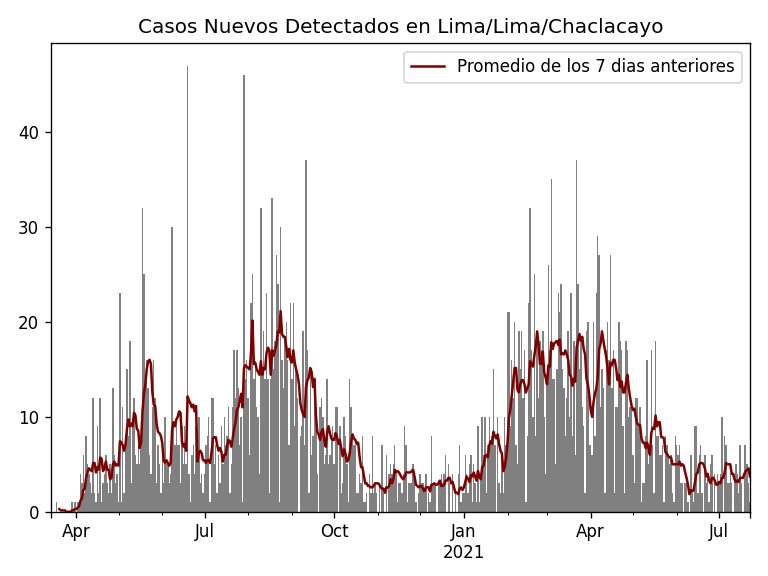 Casos Nuevos Detectados en Lima/Lima/Chaclacayo
Promedio de los 7 dias anteriores
40
30
20
10
0
Apr
Jul
Oct
Jan
2021
Apr
Jul